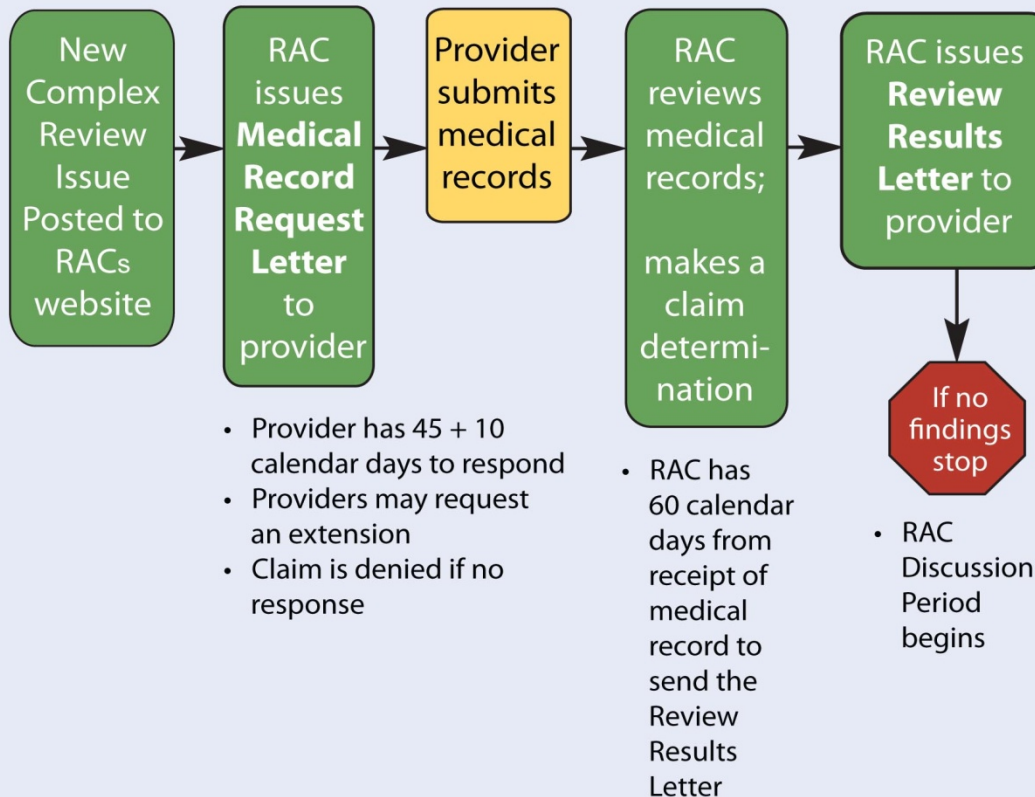 New
Complex
Review
Issue
Posted to
RACs
website
RAC
issues
Medical
Record
Request
Letter
to
provider
Provider
submits
medical
records
RAC
reviews
medical
records;
makes a
claim
determi-
nation
RAC issues
Review
Results
Letter to
provider
If no
findings
stop
• Provider has 45 + 10
calendar days to respond
• Providers may request
an extension
• Claim is denied if no
response
• RAC has
60 calendar
days from
receipt of
medical
record to
send the
Review
Results
Letter
• RAC
Discussion
Period
begins